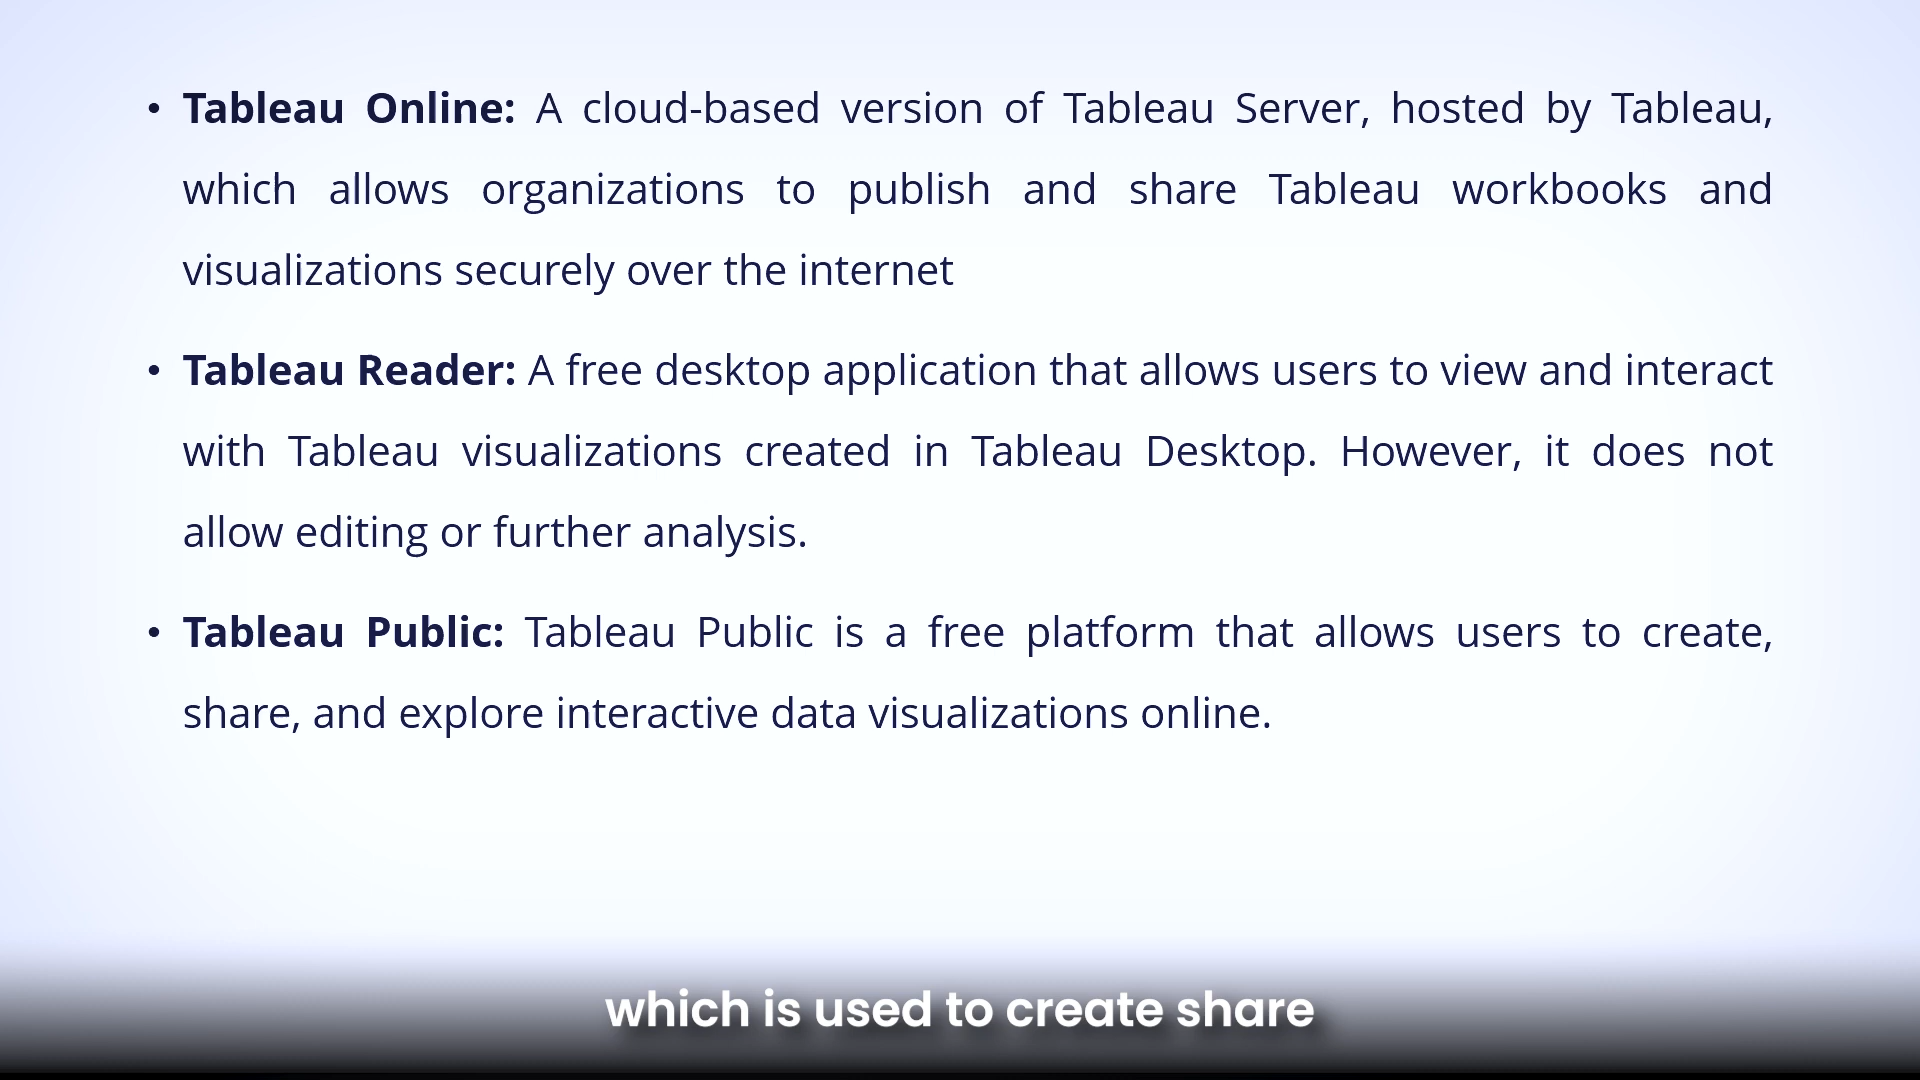 • Tableau Online: A cloud-based version of Tableau Server, hosted by Tableau,
which allows organizations to publish and share Tableau workbooks and
visualizations securely over the internet
• Tableau Reader: A free desktop application that allows users to view and interact
with Tableau visualizations created in Tableau Desktop. However, it does not
allow editing or further analysis.
• Tableau Public: Tableau Public is a free platform that allows users to create,
share, and explore interactive data visualizations online.
which is used to create share